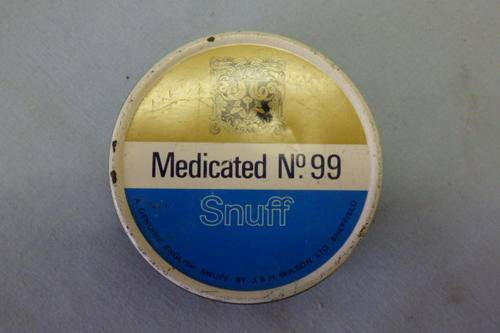 Medicated Nº 99
Snuff
A GENUINE ENGLISH SNUFF BY J. & H. WILSON LTD SHEFFIELD